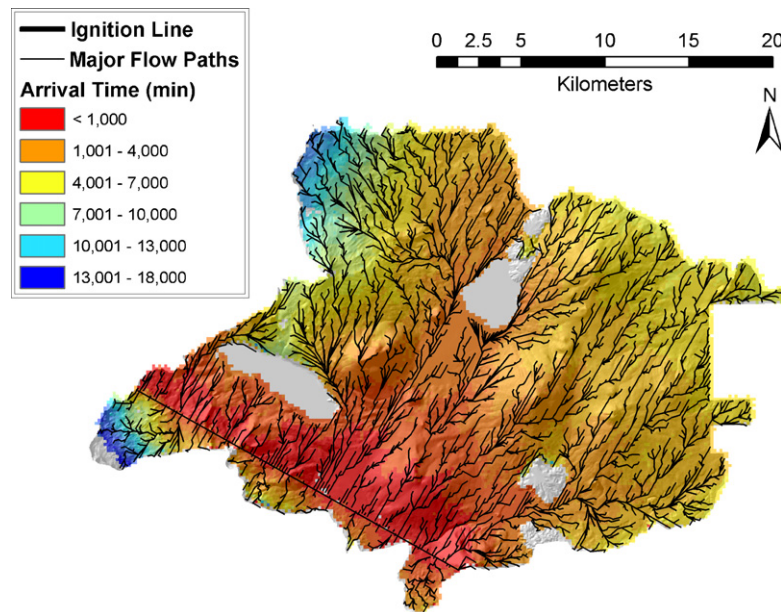 Ignition Line
Major Flow Paths
Arrival Time (min)
< 1,000
1,001 - 4,000
4,001 - 7,000
7,001 - 10,000
10,001 - 13,000
13,001 - 18,000
0 2.5 5 10 15 20
Kilometers
N